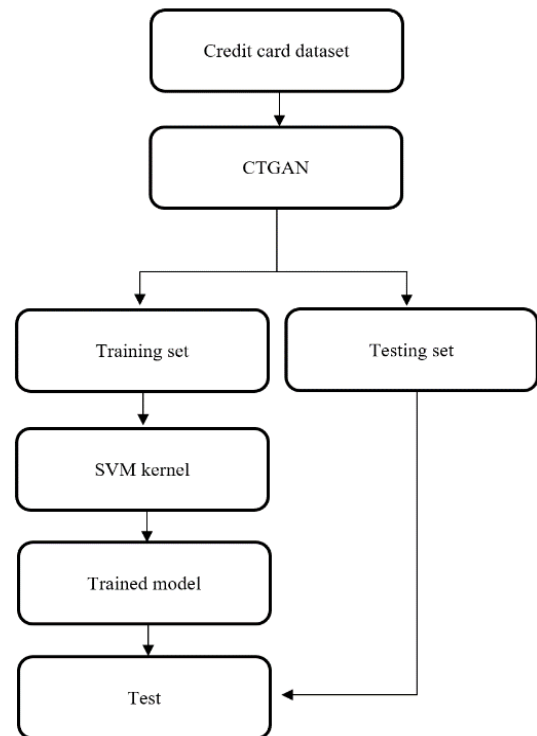 Credit card dataset
CTGAN
Training set
Testing set
SVM kernel
Trained model
Test